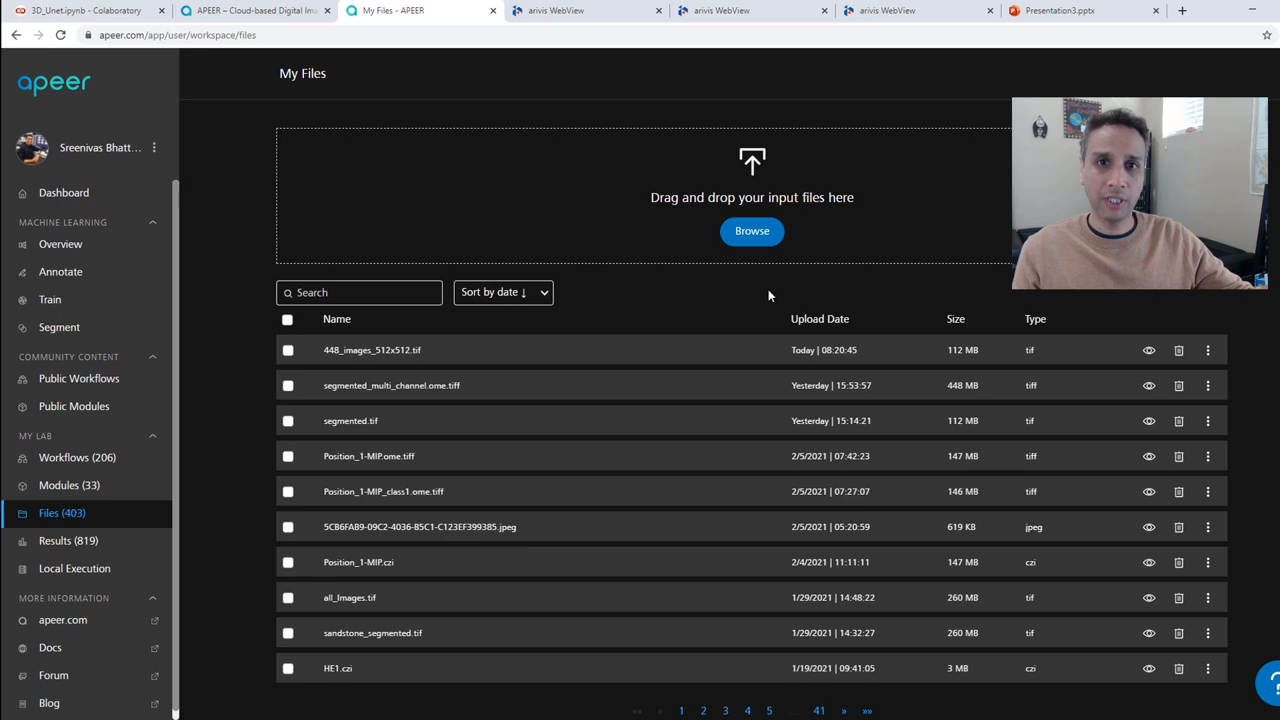 3D_Unet.ipynb - Colaboratory
APEER – Cloud-based Digital Ima
My Files - APEER
arivis WebView
arivis WebView
arivis WebView
Presentation3.pptx
apeer.com/app/user/workspace/files
apeer
Sreenivas Bhatt...
Dashboard
MACHINE LEARNING
Overview
Annotate
Train
Segment
COMMUNITY CONTENT
Public Workflows
Public Modules
MY LAB
Workflows (206)
Modules (33)
Files (403)
Results (819)
Local Execution
MORE INFORMATION
apeer.com
Docs
Forum
Blog
My Files
Drag and drop your input files here
Browse
Search
Sort by date ↓
Name Upload Date Size Type
448_images_512x512.tif Today | 08:20:45 112 MB tif
segmented_multi_channel.ome.tiff Yesterday | 15:53:57 448 MB tiff
segmented.tif Yesterday | 15:14:21 112 MB tif
Position_1-MIP.ome.tiff 2/5/2021 | 07:42:23 147 MB tiff
Position_1-MIP_class1.ome.tiff 2/5/2021 | 07:27:07 146 MB tiff
5CB6FAB9-09C2-4036-B5C1-C123EF399385.jpeg 2/5/2021 | 05:20:59 619 KB jpeg
Position_1-MIP.czi 2/4/2021 | 11:11:11 147 MB czi
all_Images.tif 1/29/2021 | 14:48:22 260 MB tif
sandstone_segmented.tif 1/29/2021 | 14:32:27 260 MB tif
HE1.czi 1/19/2021 | 09:41:05 3 MB czi
«« « 1 2 3 4 5 ... 41 » »»
?